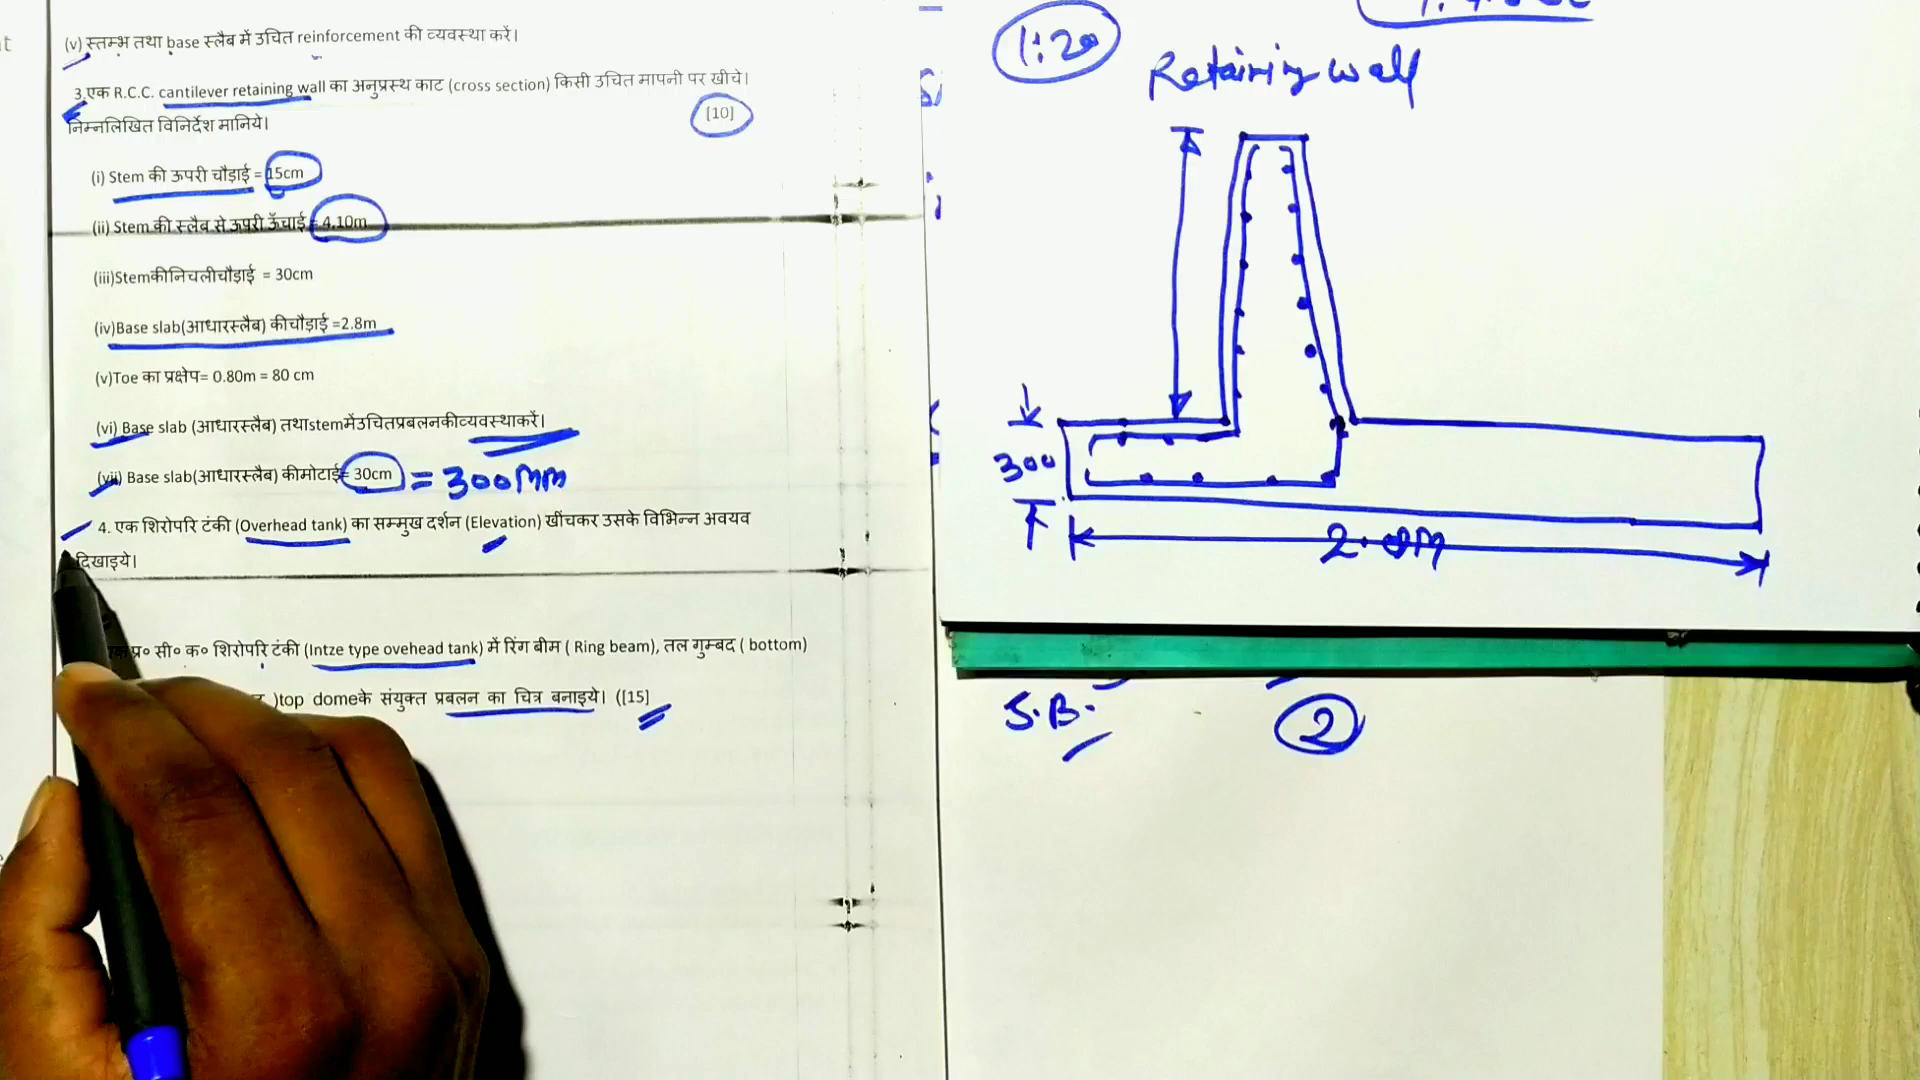 (v) स्तम्भ तथा base स्लैब में उचित reinforcement की व्यवस्था करें।
3.एक R.C.C. cantilever retaining wall का अनुप्रस्थ काट (cross section) किसी उचित मापनी पर खींचे।
निम्नलिखित विनिर्देश मानिये।
[10]
(i) Stem की ऊपरी चौड़ाई = 15cm
(ii) Stem की स्लैब से ऊपरी ऊँचाई = 4.10m
(iii)Stemकीनिचलीचौड़ाई = 30cm
(iv)Base slab(आधारस्लैब) कीचौड़ाई =2.8m
(v)Toe का प्रक्षेप= 0.80m = 80 cm
(vi) Base slab (आधारस्लैब) तथाstemमेंउचितप्रबलनकीव्यवस्थाकरें।
(vii) Base slab(आधारस्लैब) कीमोटाई= 30cm = 300mm
4. एक शिरोपरि टंकी (Overhead tank) का सम्मुख दर्शन (Elevation) खींचकर उसके विभिन्न अवयव
दिखाइये।
प्र० सी० क० शिरोपरि टंकी (Intze type ovehead tank) में रिंग बीम ( Ring beam), तल गुम्बद ( bottom)
)top domeके संयुक्त प्रबलन का चित्र बनाइये। ([15]
1:20
Retaining wall
300
S.B.
2